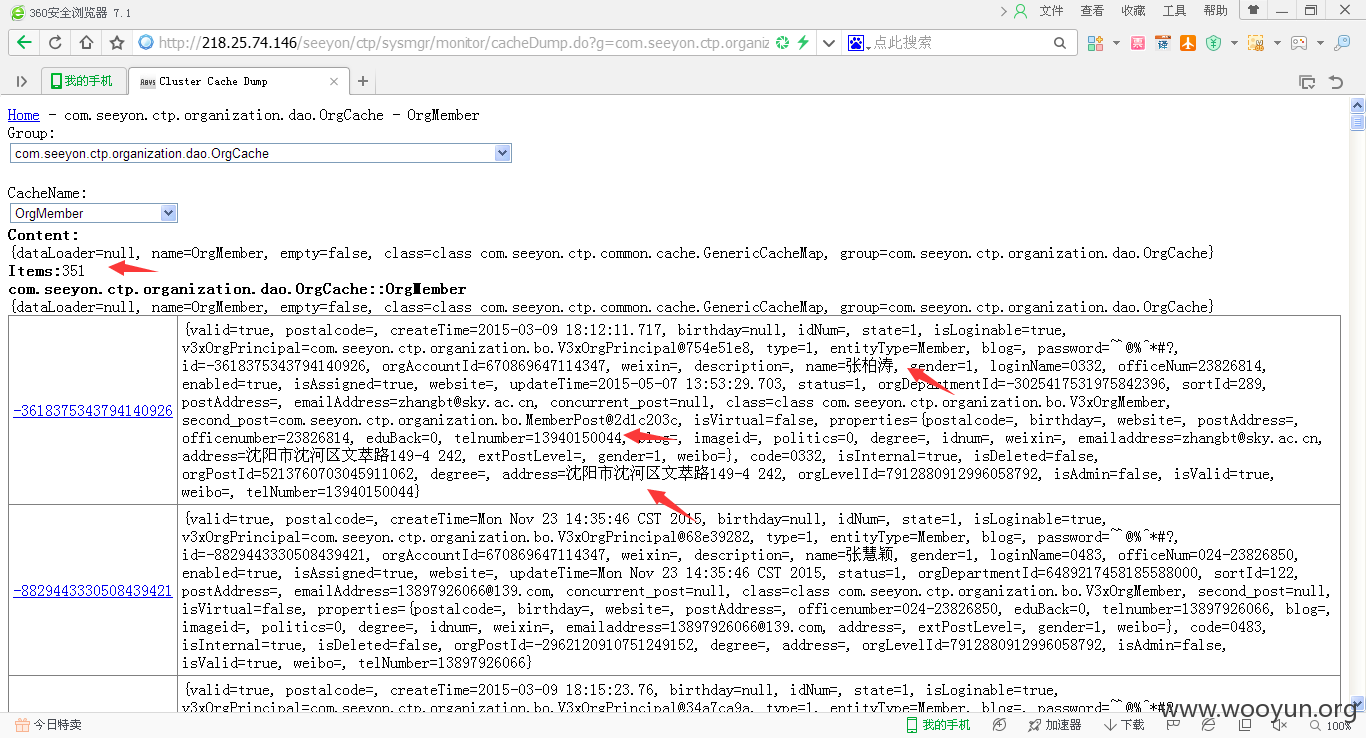 360安全浏览器 7.1
文件 查看 收藏 工具 帮助
http://218.25.74.146/seeyon/ctp/sysmgr/monitor/cacheDump.do?g=com.seeyon.ctp.organiz
点此搜索
我的手机
Cluster Cache Dump
Home - com.seeyon.ctp.organization.dao.OrgCache - OrgMember
Group:
com.seeyon.ctp.organization.dao.OrgCache
CacheName:
OrgMember
Content:
{dataLoader=null, name=OrgMember, empty=false, class=class com.seeyon.ctp.common.cache.GenericCacheMap, group=com.seeyon.ctp.organization.dao.OrgCache}
Items:351
com.seeyon.ctp.organization.dao.OrgCache::OrgMember
{dataLoader=null, name=OrgMember, empty=false, class=class com.seeyon.ctp.common.cache.GenericCacheMap, group=com.seeyon.ctp.organization.dao.OrgCache}
-3618375343794140926
{valid=true, postalcode=, createTime=2015-03-09 18:12:11.717, birthday=null, idNum=, state=1, isLoginable=true,
v3xOrgPrincipal=com.seeyon.ctp.organization.bo.V3xOrgPrincipal@754e51e8, type=1, entityType=Member, blog=, password=~~@%^*#?,
id=-3618375343794140926, orgAccountId=670869647114347, weixin=, description=, name=张柏涛, gender=1, loginName=0332, officeNum=23826814,
enabled=true, isAssigned=true, website=, updateTime=2015-05-07 13:53:29.703, status=1, orgDepartmentId=-3025417531975842396, sortId=289,
postAddress=, emailAddress=zhangbt@sky.ac.cn, concurrent_post=null, class=class com.seeyon.ctp.organization.bo.V3xOrgMember,
second_post=com.seeyon.ctp.organization.bo.MemberPost@2d1c203c, isVirtual=false, properties={postalcode=, birthday=, website=, postAddress=,
officenumber=23826814, eduBack=0, telnumber=13940150044, blog=, imageid=, politics=0, degree=, idnum=, weixin=, emailaddress=zhangbt@sky.ac.cn,
address=沈阳市沈河区文萃路149-4 242, extPostLevel=, gender=1, weibo=}, code=0332, isInternal=true, isDeleted=false,
orgPostId=5213760703045911062, degree=, address=沈阳市沈河区文萃路149-4 242, orgLevelId=7912880912996058792, isAdmin=false, isValid=true,
weibo=, telNumber=13940150044}
-8829443330508439421
{valid=true, postalcode=, createTime=Mon Nov 23 14:35:46 CST 2015, birthday=null, idNum=, state=1, isLoginable=true,
v3xOrgPrincipal=com.seeyon.ctp.organization.bo.V3xOrgPrincipal@68e39282, type=1, entityType=Member, blog=, password=~~@%^*#?,
id=-8829443330508439421, orgAccountId=670869647114347, weixin=, description=, name=张慧颖, gender=1, loginName=0483, officeNum=024-23826850,
enabled=true, isAssigned=true, website=, updateTime=Mon Nov 23 14:35:46 CST 2015, status=1, orgDepartmentId=6489217458185588000, sortId=122,
postAddress=, emailAddress=13897926066@139.com, concurrent_post=null, class=class com.seeyon.ctp.organization.bo.V3xOrgMember, second_post=null,
isVirtual=false, properties={postalcode=, birthday=, website=, postAddress=, officenumber=024-23826850, eduBack=0, telnumber=13897926066, blog=,
imageid=, politics=0, degree=, idnum=, weixin=, emailaddress=13897926066@139.com, address=, extPostLevel=, gender=1, weibo=}, code=0483,
isInternal=true, isDeleted=false, orgPostId=-2962120910751249152, degree=, address=, orgLevelId=7912880912996058792, isAdmin=false,
isValid=true, weibo=, telNumber=13897926066}
{valid=true, postalcode=, createTime=2015-03-09 18:15:23.76, birthday=null, idNum=, state=1, isLoginable=true,
v3xOrgPrincipal=com.seeyon.ctp.organization.bo.V3xOrgPrincipal@34a7ca9a, type=1, entityType=Member, blog=, password=~~@%^*#?,
今日特卖
我的手机 加速器 下载 100%
www.wooyun.org